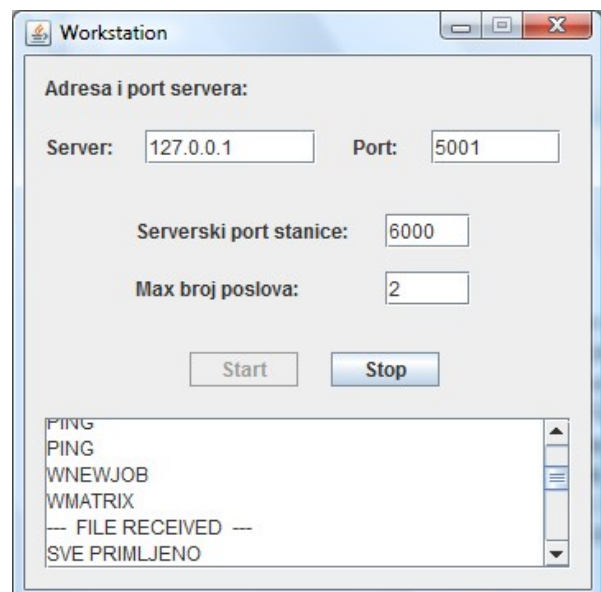 Workstation
Adresa i port servera:
Server: 127.0.0.1 Port: 5001
Serverski port stanice: 6000
Max broj poslova: 2
Start Stop
PING
PING
WNEWJOB
WMATRIX
--- FILE RECEIVED ---
SVE PRIMLJENO